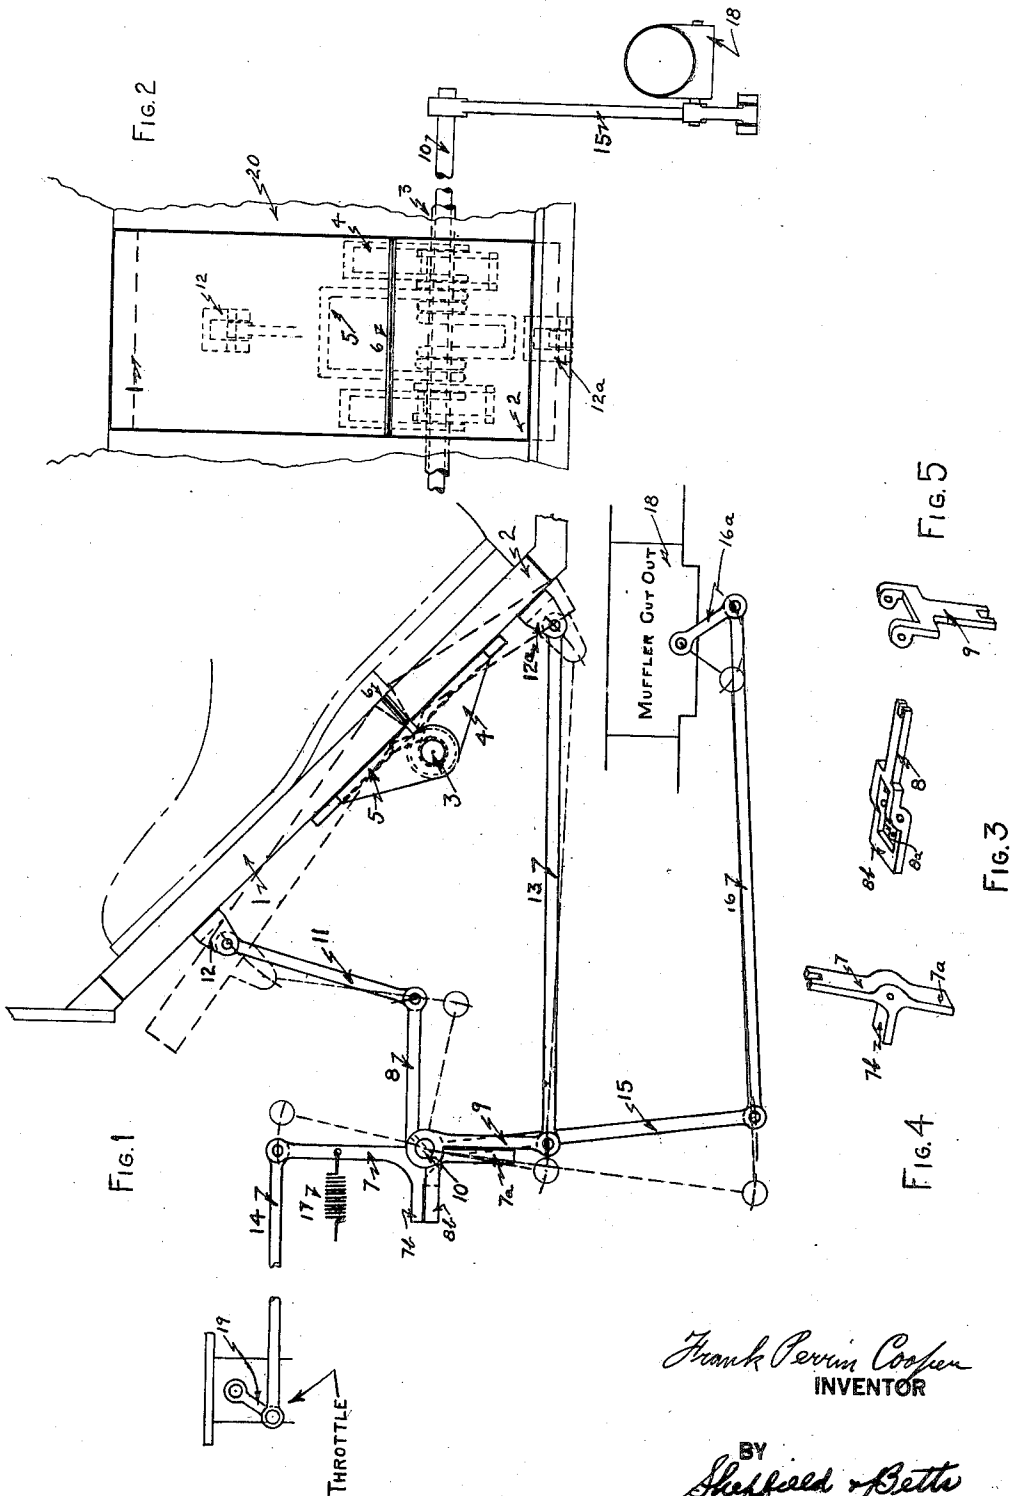 FIG.1
THROTTLE
19
14
17
7
7b
8b
10
7a
9
8
11
12
1
5
3
4
6
2
12a
13
15
16
16a
18
MUFFLER CUT OUT
FIG.2
20
1
12
5
6
4
3
10
2
12a
15
18
FIG.3
8
8a
8b
FIG.4
7
7a
7b
FIG.5
9
Frank Perrin Cooper
INVENTOR
BY
Sheffield & Betts